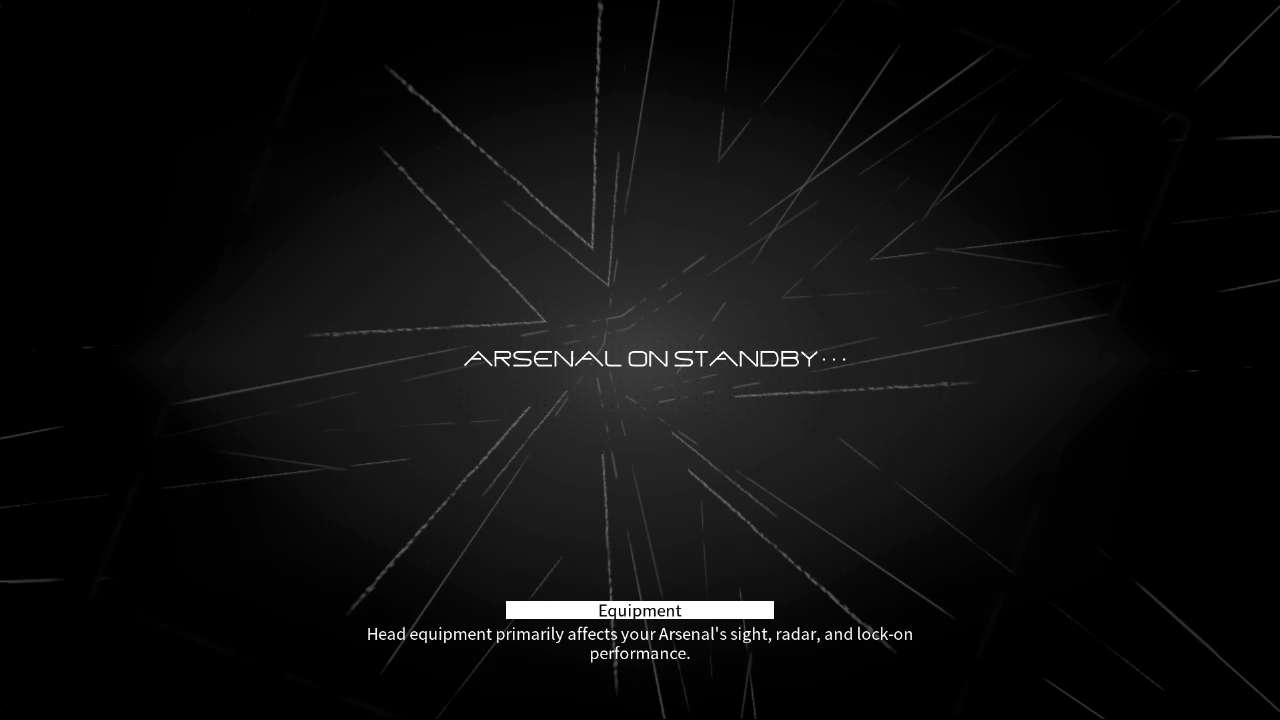 ARSENAL ON STANDBY...
Equipment
Head equipment primarily affects your Arsenal's sight, radar, and lock-on
performance.